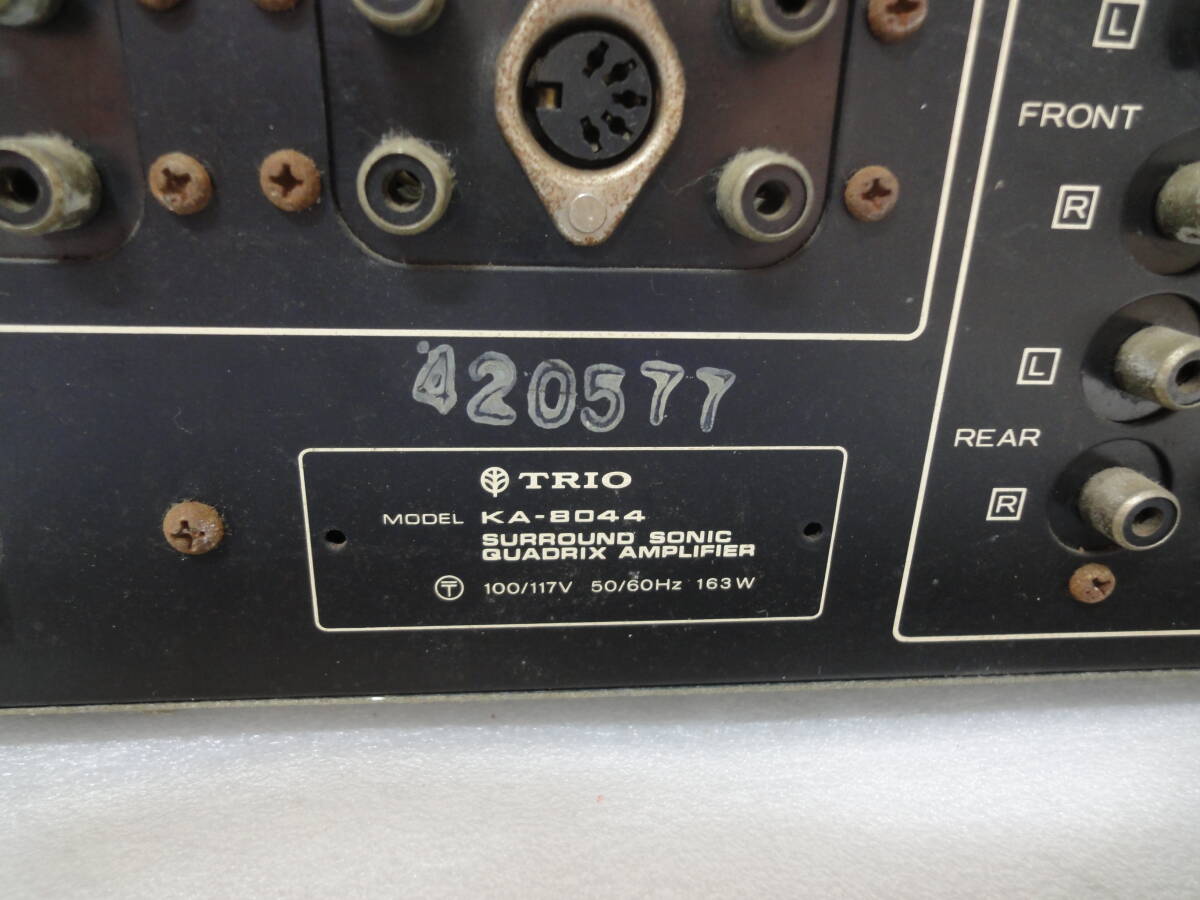 L
FRONT
R
L
REAR
R
420577
TRIO
MODEL KA-8044
SURROUND SONIC
QUADRIX AMPLIFIER
〒 100/117V 50/60Hz 163W